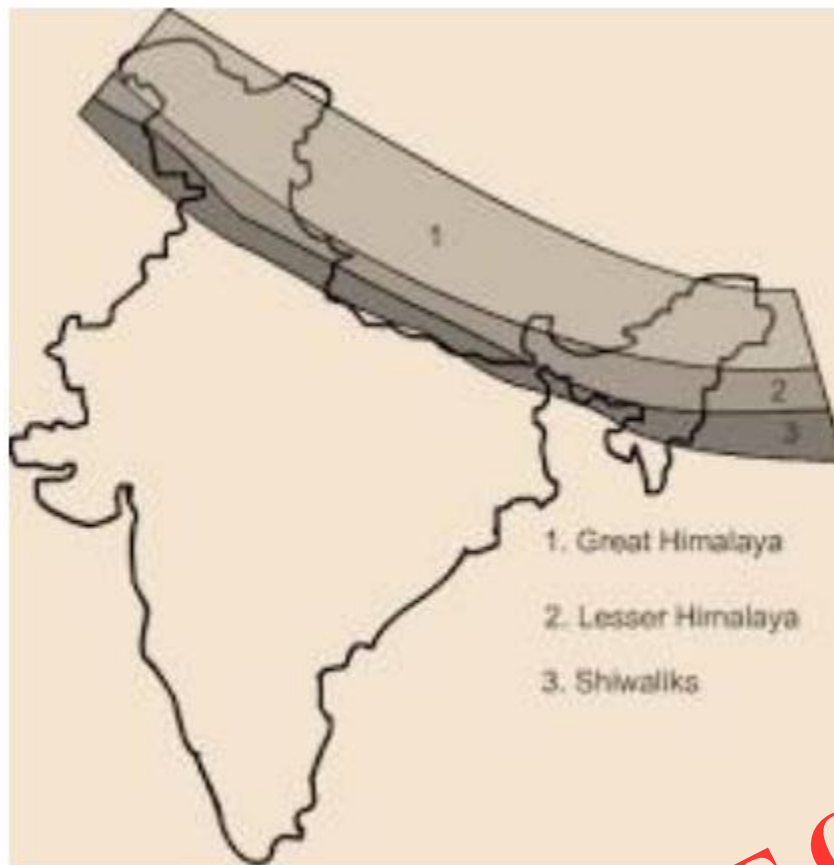 1
2
3
1. Great Himalaya
2. Lesser Himalaya
3. Shiwaliks